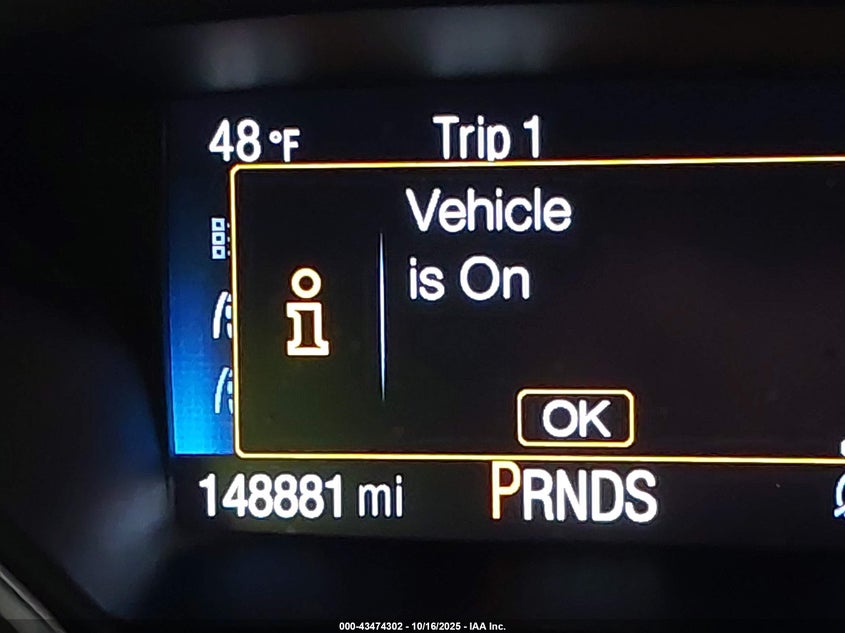 48 °F Trip 1
Vehicle
is On
OK
148881 mi PRNDS
000-43474302 - 10/16/2025 - IAA Inc.